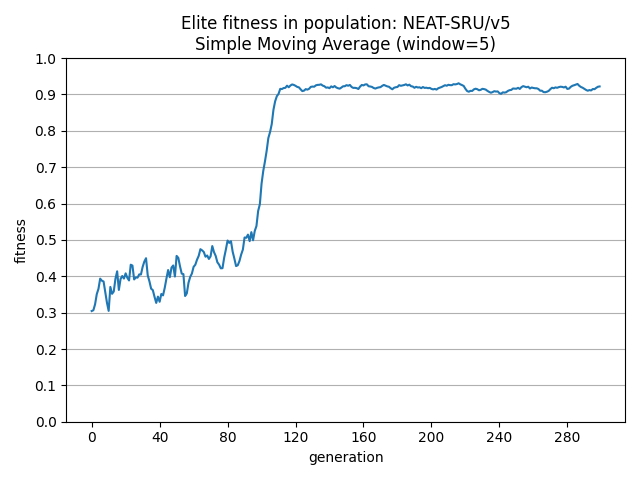 Elite fitness in population: NEAT-SRU/v5
Simple Moving Average (window=5)
1.0
0.9
0.8
0.7
0.6
0.5
0.4
0.3
0.2
0.1
0.0
fitness
0 40 80 120 160 200 240 280
generation